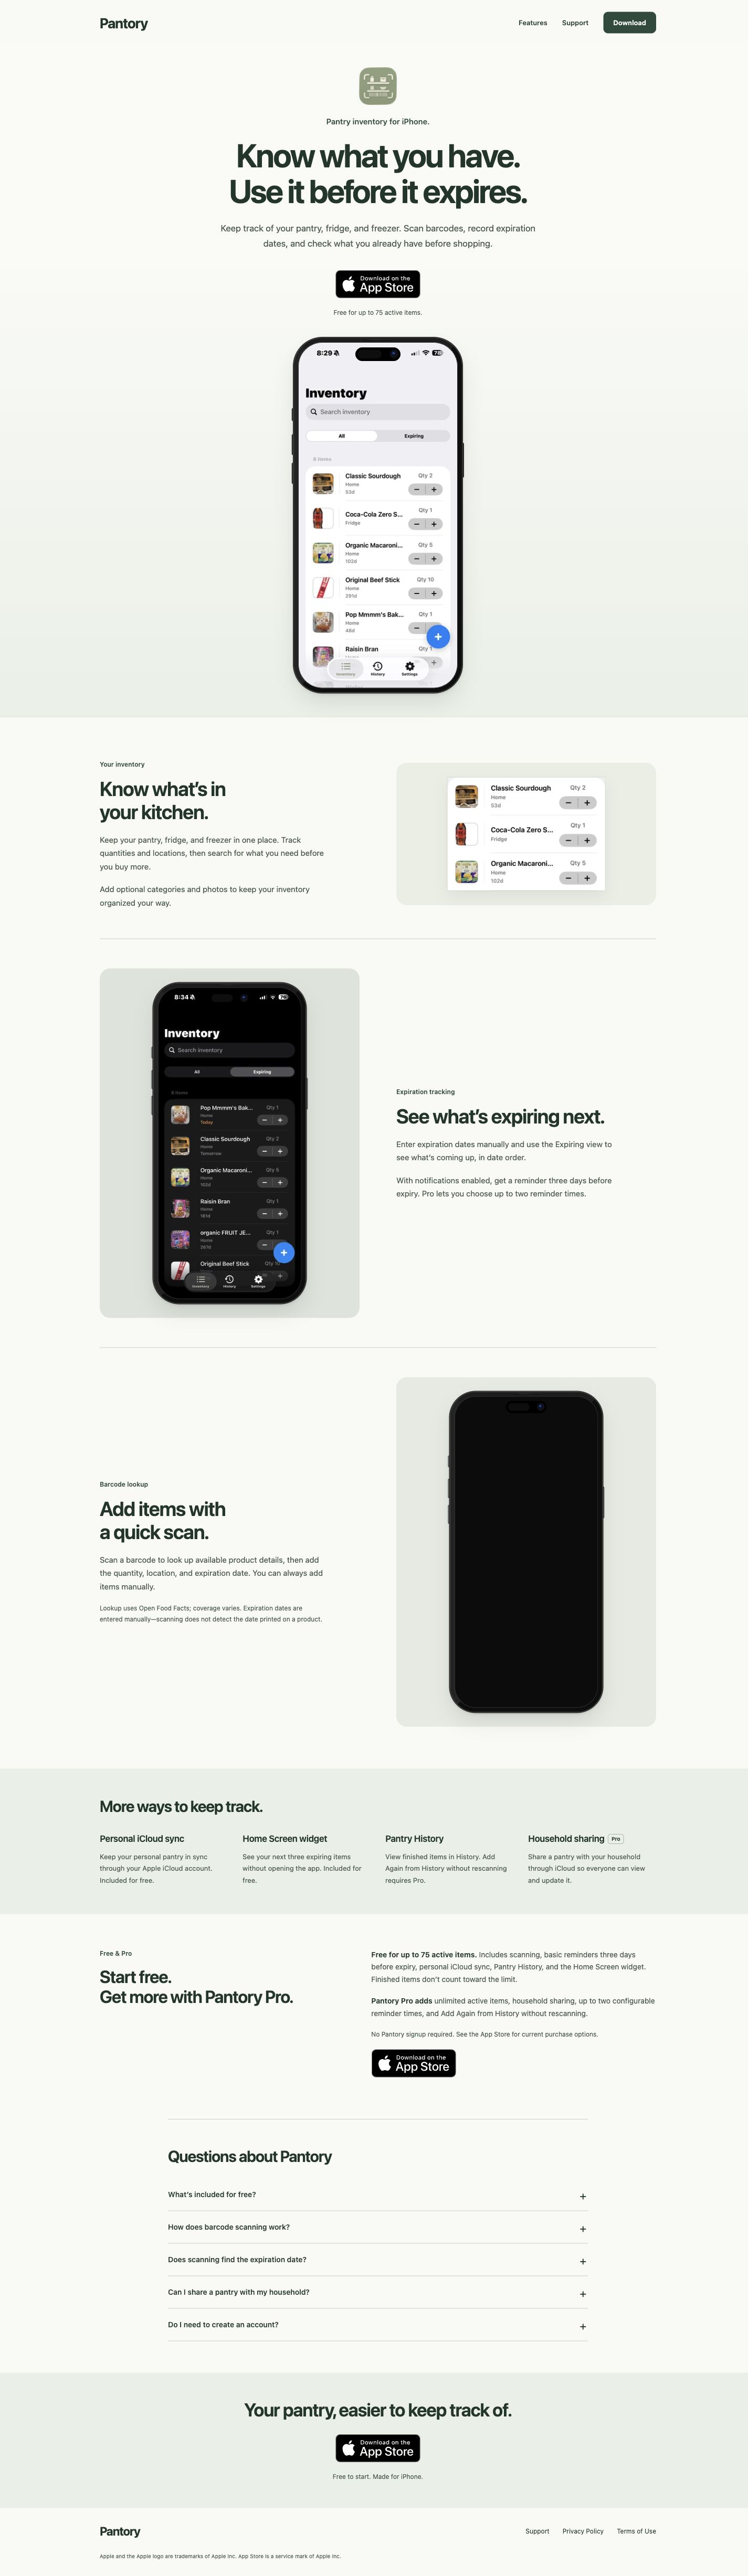 Pantory
Features
Support
Download
Pantry inventory for iPhone.
Know what you have.
Use it before it expires.
Keep track of your pantry, fridge, and freezer. Scan barcodes, record expiration
dates, and check what you already have before shopping.
Download on the
App Store
Free for up to 75 active items.
8:29
Inventory
Search inventory
All
Expiring
8 Items
Classic Sourdough
Qty 2
Home
53d
Coca-Cola Zero S...
Qty 1
Fridge
Organic Macaroni...
Qty 5
Home
102d
Original Beef Stick
Qty 10
Home
281d
Pop Mmmm's Bak...
Qty 1
Home
46d
Raisin Bran
Qty 1
Inventory
History
Settings
Your inventory
Know what's in
your kitchen.
Keep your pantry, fridge, and freezer in one place. Track
quantities and locations, then search for what you need before
you buy more.
Add optional categories and photos to keep your inventory
organized your way.
Classic Sourdough
Qty 2
Home
53d
Coca-Cola Zero S...
Qty 1
Fridge
Organic Macaroni...
Qty 5
Home
102d
8:34
Inventory
Search inventory
All
Expiring
8 Items
Pop Mmmm's Bak...
Qty 1
Home
Today
Classic Sourdough
Qty 2
Home
Tomorrow
Organic Macaroni...
Qty 5
Home
102d
Raisin Bran
Qty 1
Home
181d
organic FRUIT JE...
Qty 1
Home
Original Beef Stick
Qty 10
Home
Inventory
History
Settings
Expiration tracking
See what's expiring next.
Enter expiration dates manually and use the Expiring view to
see what's coming up, in date order.
With notifications enabled, get a reminder three days before
expiry. Pro lets you choose up to two reminder times.
Barcode lookup
Add items with
a quick scan.
Scan a barcode to look up available product details, then add
the quantity, location, and expiration date. You can always add
items manually.
Lookup uses Open Food Facts; coverage varies. Expiration dates are
entered manually—scanning does not detect the date printed on a product.
More ways to keep track.
Personal iCloud sync
Keep your personal pantry in sync
through your Apple iCloud account.
Included for free.
Home Screen widget
See your next three expiring items
without opening the app. Included for
free.
Pantry History
View finished items in History. Add
Again from History without rescanning
requires Pro.
Household sharing Pro
Share a pantry with your household
through iCloud so everyone can view
and update it.
Free & Pro
Start free.
Get more with Pantory Pro.
Free for up to 75 active items. Includes scanning, basic reminders three days
before expiry, personal iCloud sync, Pantry History, and the Home Screen widget.
Finished items don't count toward the limit.
Pantory Pro adds unlimited active items, household sharing, up to two configurable
reminder times, and Add Again from History without rescanning.
No Pantory signup required. See the App Store for current purchase options.
Download on the
App Store
Questions about Pantory
What's included for free?
How does barcode scanning work?
Does scanning find the expiration date?
Can I share a pantry with my household?
Do I need to create an account?
Your pantry, easier to keep track of.
Download on the
App Store
Free to start. Made for iPhone.
Pantory
Support
Privacy Policy
Terms of Use
Apple and the Apple logo are trademarks of Apple Inc. App Store is a service mark of Apple Inc.